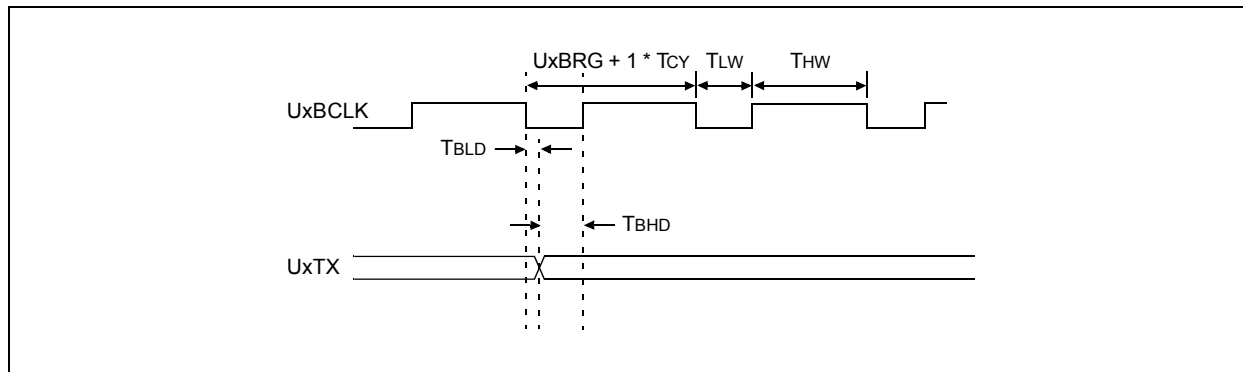 UxBRG + 1 * TCY TLW THW
UxBCLK
TBLD
TBHD
UxTX